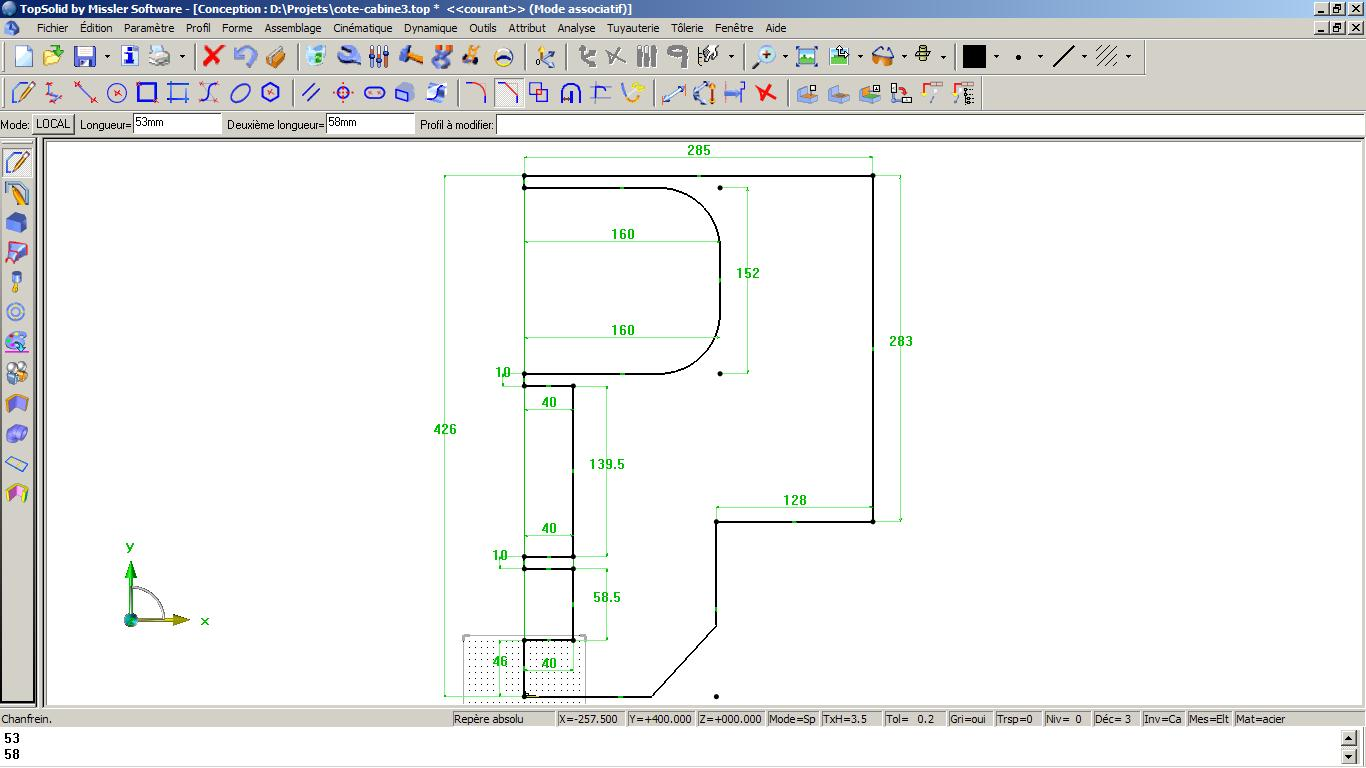 TopSolid by Missler Software - [Conception : D:\Projets\cote-cabine3.top * <<courant>> (Mode associatif)]
Fichier Édition Paramètre Profil Forme Assemblage Cinématique Dynamique Outils Attribut Analyse Tuyauterie Tôlerie Fenêtre Aide
Mode: LOCAL Longueur= 53mm Deuxième longueur= 58mm Profil à modifier:
285
160
152
160
283
10
40
426
139.5
128
40
10
58.5
46
40
y
x
Chanfrein. Repère absolu X=-257.500 Y=+400.000 Z=+000.000 Mode=Sp TxH=3.5 Tol= 0.2 Gri=oui Trsp=0 Niv= 0 Déc= 3 Inv=Ca Mes=Elt Mat=acier
53
58